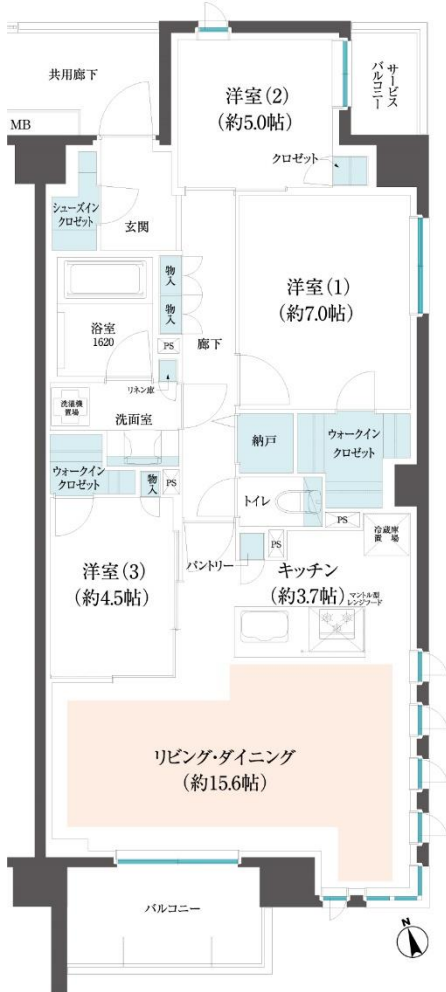 共用廊下
サービス
バルコニー
洋室(2)
(約5.0帖)
MB
クロゼット
シューズイン
クロゼット
玄関
物入
洋室(1)
(約7.0帖)
浴室
1620
物入
廊下
PS
リネン庫
洗濯機
置場
洗面室
納戸
ウォークイン
クロゼット
ウォークイン
クロゼット
物入
PS
トイレ
PS
冷蔵庫
置場
洋室(3)
(約4.5帖)
パントリー
PS
キッチン
(約3.7帖)
マントル型
レンジフード
リビング・ダイニング
(約15.6帖)
バルコニー
N